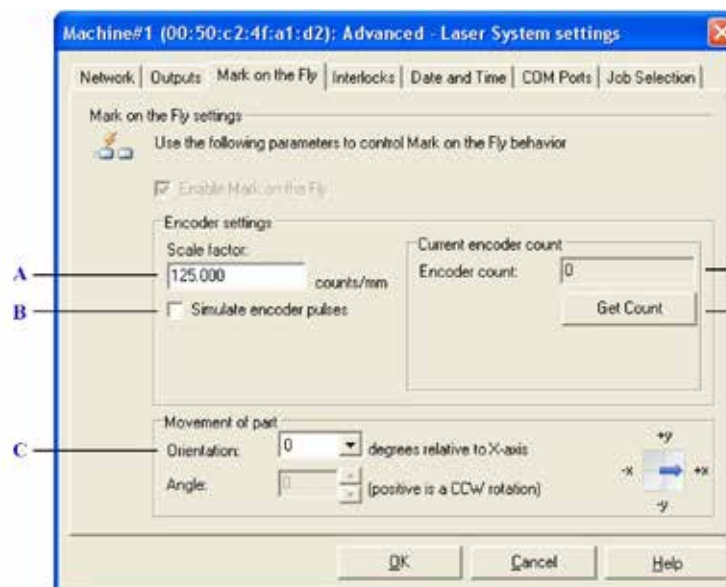 Machine#1 (00:50:c2:4f:a1:d2): Advanced - Laser System settings
Network Outputs Mark on the Fly Interlocks Date and Time COM Ports Job Selection
Mark on the Fly settings
Use the following parameters to control Mark on the Fly behavior
Enable Mark on the Fly
Encoder settings
Scale factor:
A 125.000 counts/mm
B Simulate encoder pulses
Current encoder count
Encoder count: 0
Get Count
Movement of part
C Orientation: 0 degrees relative to X-axis
Angle: 0 (positive is a CCW rotation)
+y
-x +x
-y
OK Cancel Help